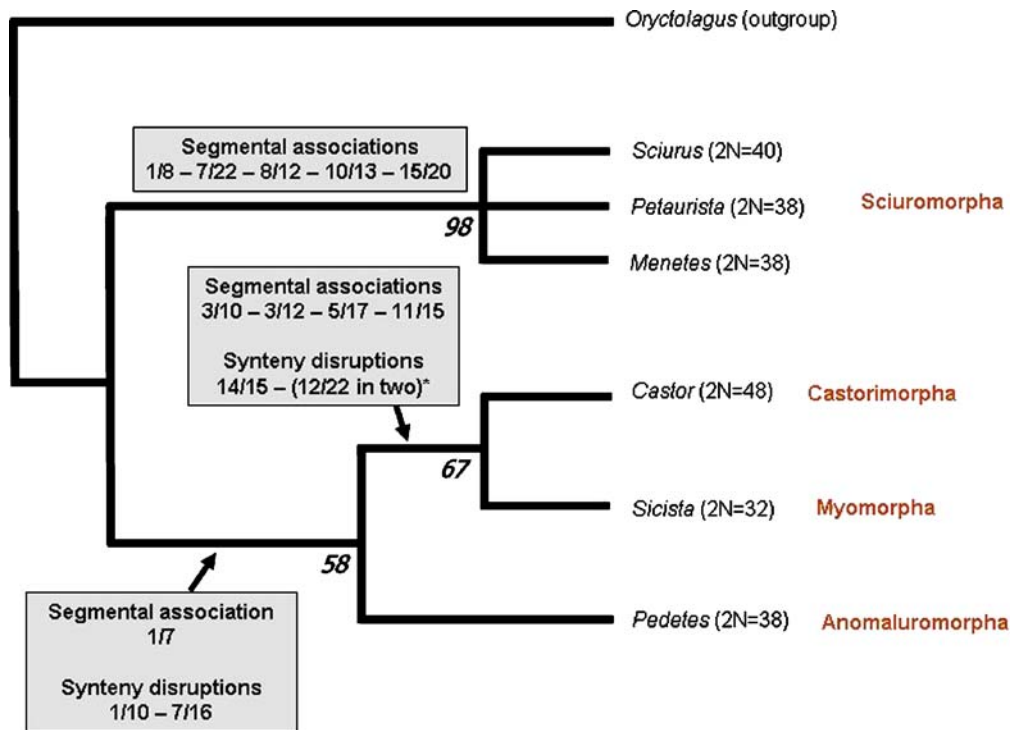 Oryctolagus (outgroup)
Segmental associations
1/8 – 7/22 – 8/12 – 10/13 – 15/20
Sciurus (2N=40)
Petaurista (2N=38)
Sciuromorpha
98
Menetes (2N=38)
Segmental associations
3/10 – 3/12 – 5/17 – 11/15
Synteny disruptions
14/15 – (12/22 in two)*
Castor (2N=48)
Castorimorpha
67
Sicista (2N=32)
Myomorpha
58
Segmental association
1/7
Synteny disruptions
1/10 – 7/16
Pedetes (2N=38)
Anomaluromorpha